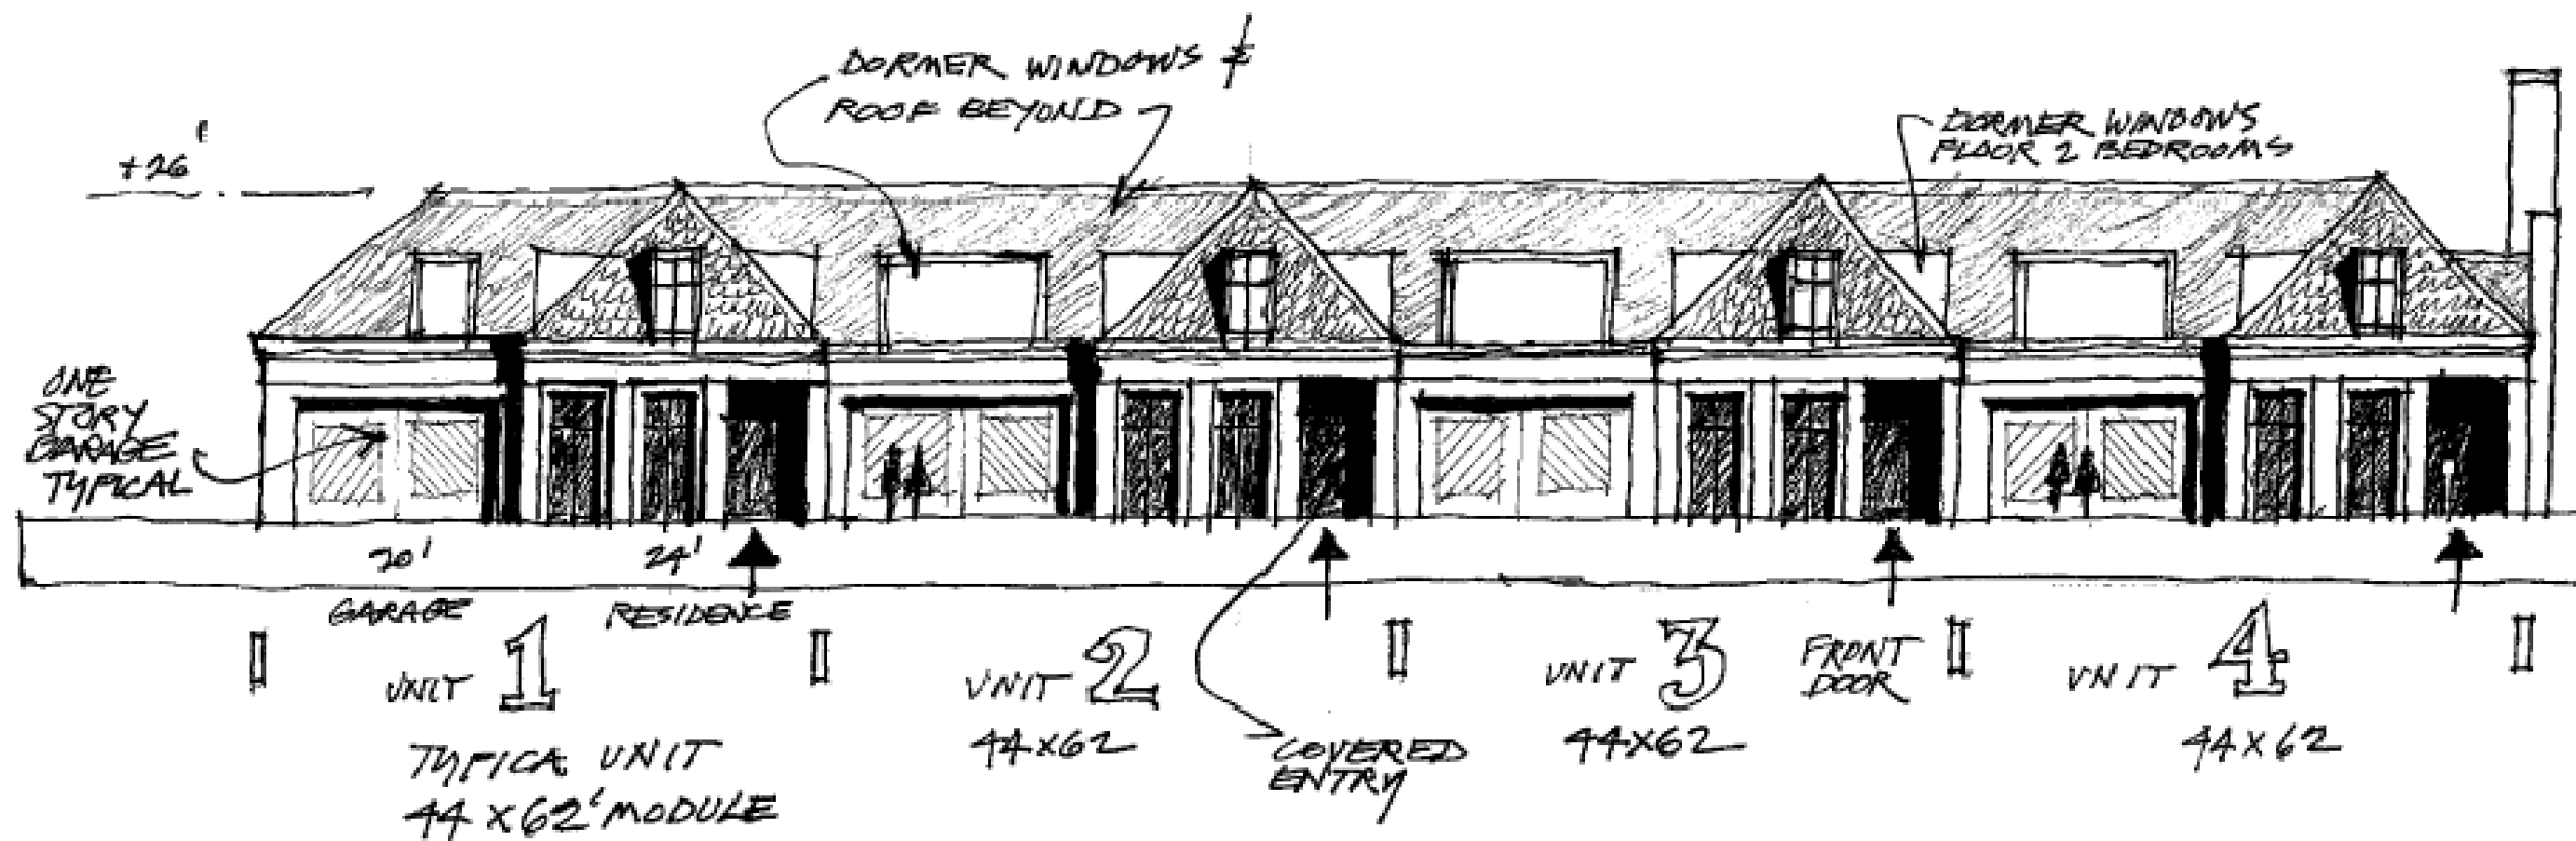 DORMER WINDOWS &
ROOF BEYOND
DORMER WINDOWS
FLOOR 2 BEDROOMS
+26'
ONE
STORY
GARAGE
TYPICAL
20'
24'
GARAGE
RESIDENCE
UNIT 1
UNIT 2
UNIT 3
FRONT
DOOR
UNIT 4
TYPICA UNIT
44 X 62' MODULE
44X62
COVERED
ENTRY
44X62
44X62